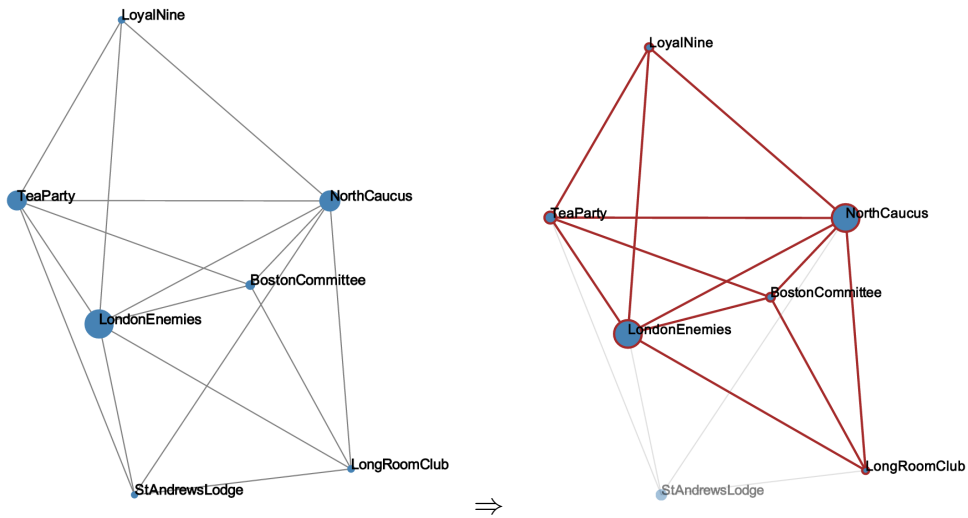 LoyalNine
TeaParty
NorthCaucus
BostonCommittee
LondonEnemies
LongRoomClub
StAndrewsLodge
⇒
LoyalNine
TeaParty
NorthCaucus
BostonCommittee
LondonEnemies
LongRoomClub
StAndrewsLodge